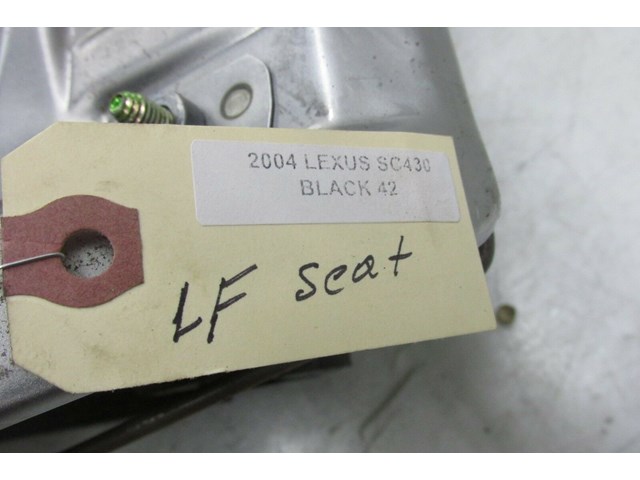 2004 LEXUS SC430
BLACK 42
LF seat